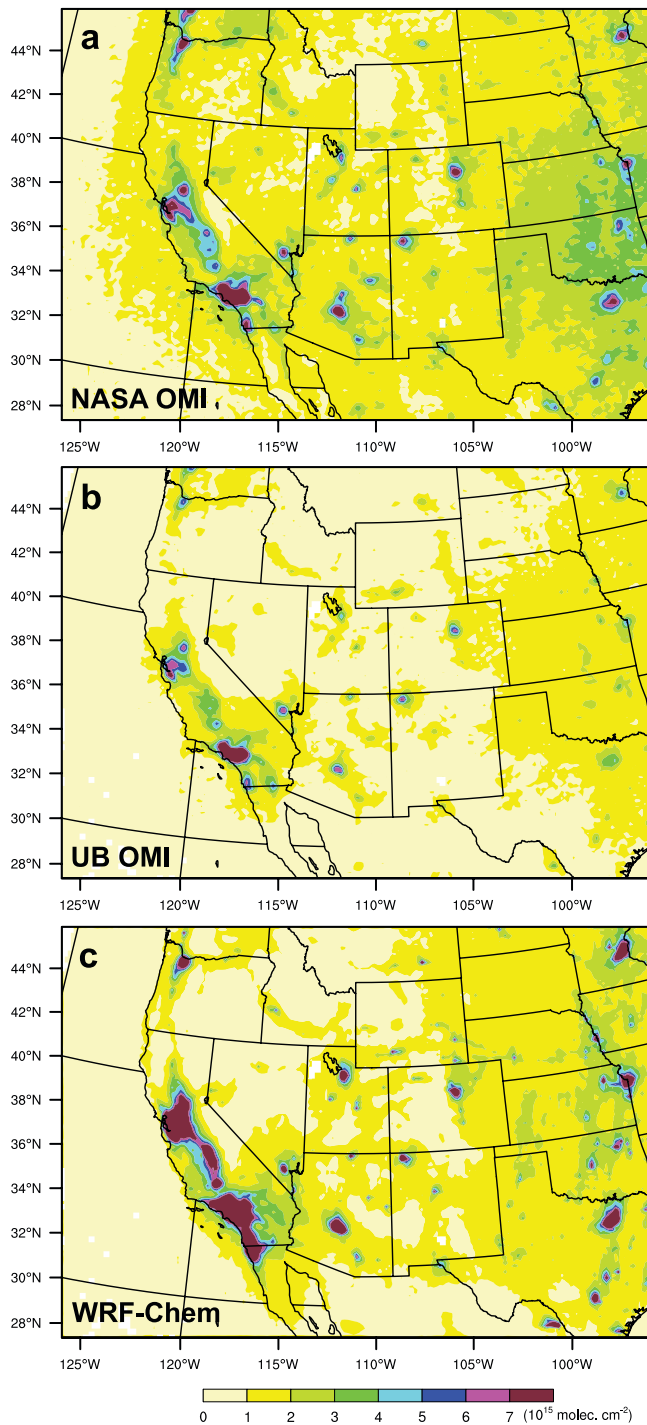 a
44°N
42°N
40°N
38°N
36°N
34°N
32°N
30°N
28°N
NASA OMI
125°W 120°W 115°W 110°W 105°W 100°W
b
44°N
42°N
40°N
38°N
36°N
34°N
32°N
30°N
28°N
UB OMI
125°W 120°W 115°W 110°W 105°W 100°W
c
44°N
42°N
40°N
38°N
36°N
34°N
32°N
30°N
28°N
WRF-Chem
125°W 120°W 115°W 110°W 105°W 100°W
0 1 2 3 4 5 6 7 (10¹⁵ molec. cm⁻²)